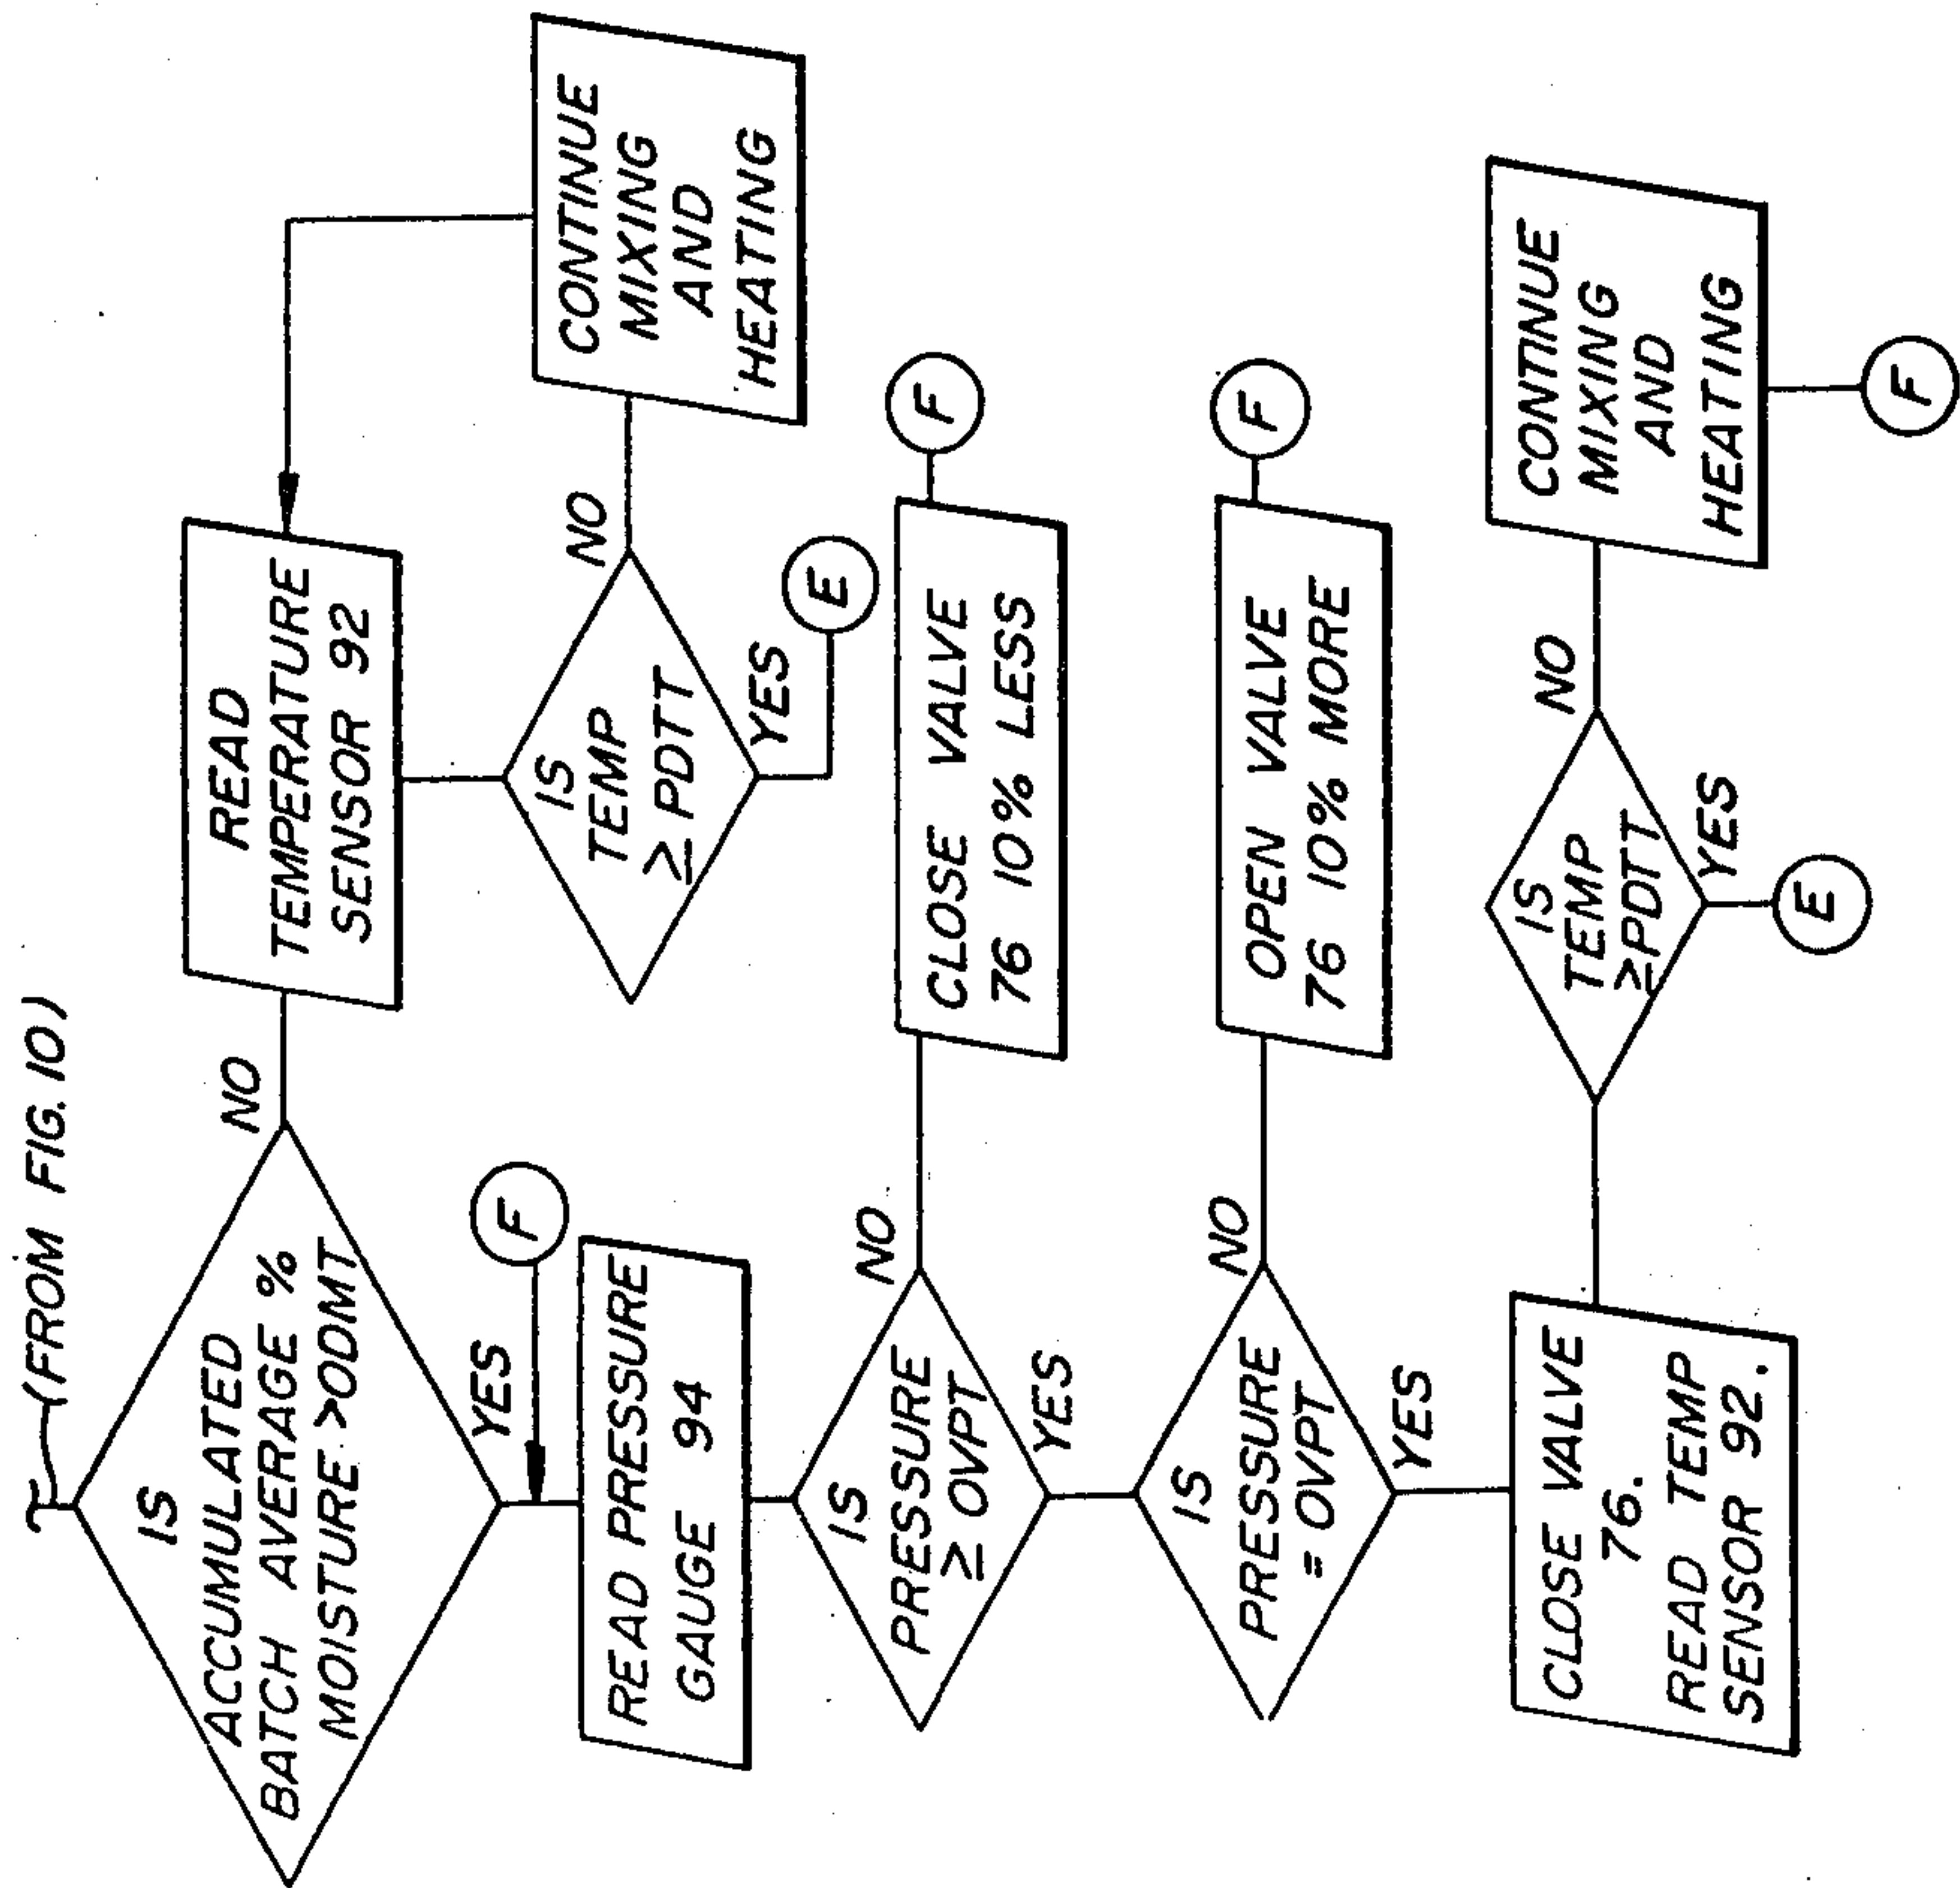 (FROM FIG. 10)
IS
ACCUMULATED
BATCH AVERAGE %
MOISTURE >ODMT
NO
YES
READ
TEMPERATURE
SENSOR 92
IS
TEMP
≥ PDTT
NO
YES
E
CONTINUE
MIXING
AND
HEATING
F
READ PRESSURE
GAUGE 94
IS
PRESSURE
≥ OVPT
NO
YES
CLOSE VALVE
76 10% LESS
F
IS
PRESSURE
= OVPT
NO
YES
OPEN VALVE
76 10% MORE
F
CLOSE VALVE
76.
READ TEMP
SENSOR 92.
IS
TEMP
≥PDTT
NO
YES
E
CONTINUE
MIXING
AND
HEATING
F